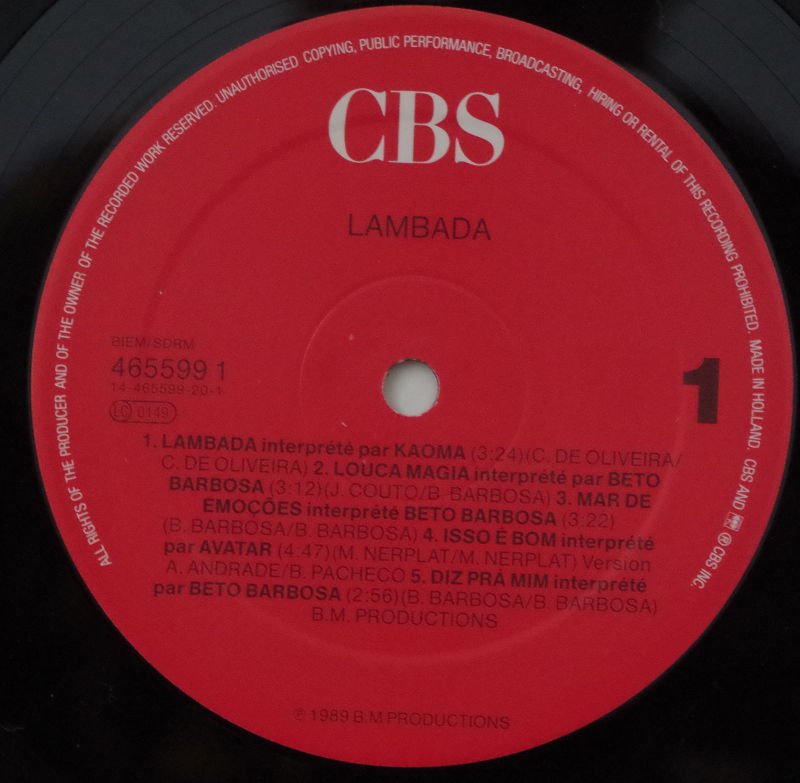 ALL RIGHTS OF THE PRODUCER AND OF THE OWNER OF THE RECORDED WORK RESERVED. UNAUTHORISED COPYING, PUBLIC PERFORMANCE, BROADCASTING, HIRING OR RENTAL OF THIS RECORDING PROHIBITED. MADE IN HOLLAND. CBS AND ® CBS INC.
CBS
LAMBADA
BIEM/SDRM
465599 1
14-465599-20-1
LC 0149
1
1. LAMBADA interprété par KAOMA (3:24)(C. DE OLIVEIRA/
C. DE OLIVEIRA) 2. LOUCA MAGIA interprété par BETO
BARBOSA (3:12)(J. COUTO/B. BARBOSA) 3. MAR DE
EMOCÕES interprété BETO BARBOSA (3:22)
(B. BARBOSA/B. BARBOSA) 4. ISSO É BOM interprété
par AVATAR (4:47)(M. NERPLAT/M. NERPLAT) Version
A. ANDRADE/B. PACHECO 5. DIZ PRÀ MIM interprété
par BETO BARBOSA (2:56)(B. BARBOSA/B. BARBOSA)
B.M. PRODUCTIONS
℗ 1989 B.M PRODUCTIONS